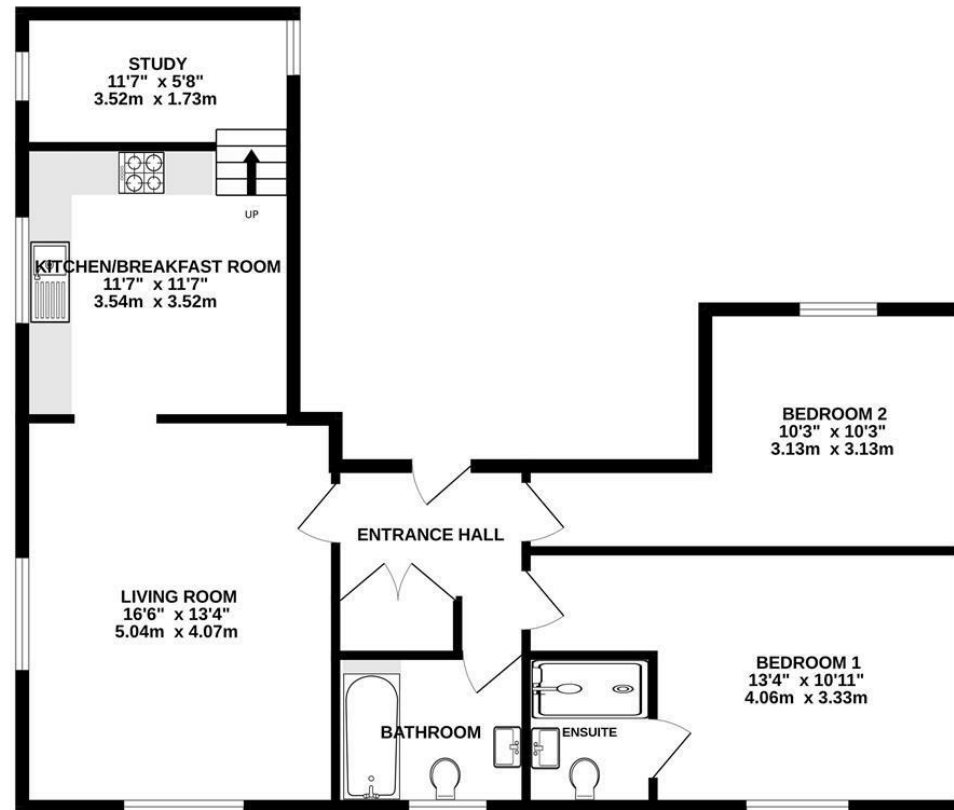 STUDY
11'7" x 5'8"
3.52m x 1.73m
UP
KITCHEN/BREAKFAST ROOM
11'7" x 11'7"
3.54m x 3.52m
BEDROOM 2
10'3" x 10'3"
3.13m x 3.13m
ENTRANCE HALL
LIVING ROOM
16'6" x 13'4"
5.04m x 4.07m
BEDROOM 1
13'4" x 10'11"
4.06m x 3.33m
BATHROOM
ENSUITE